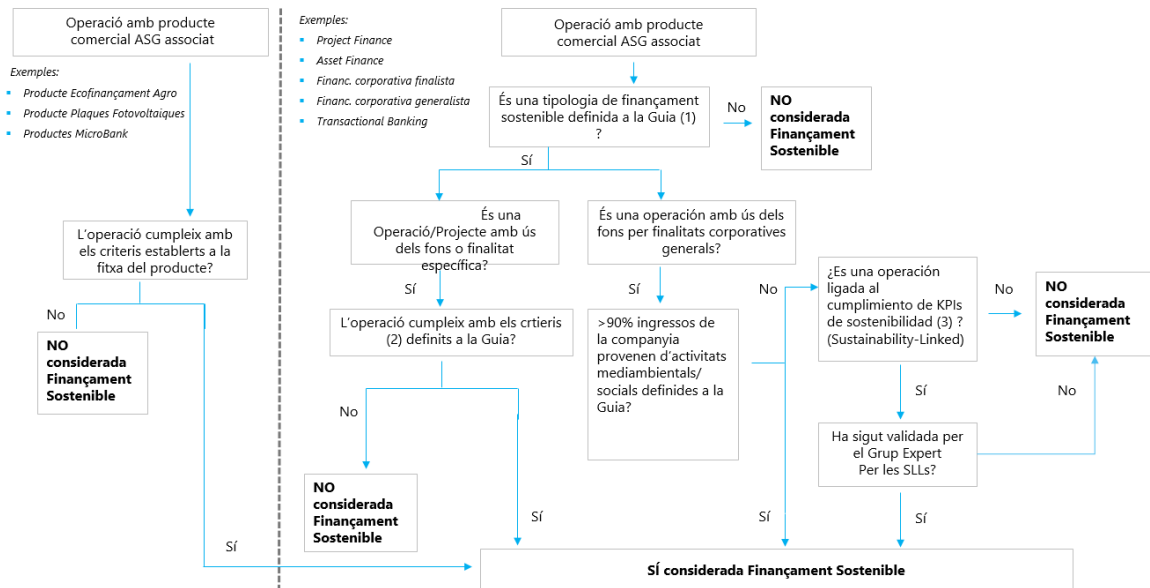 Operació amb producte
comercial ASG associat
Exemples:
Producte Ecofinançament Agro
Producte Plaques Fotovoltaiques
Productes MicroBank
L'operació cumpleix amb
els criteris establerts a la
fitxa del producte?
No
NO
considerada
Finançament
Sostenible
Sí
Exemples:
Project Finance
Asset Finance
Financ. corporativa finalista
Financ. corporativa generalista
Transactional Banking
Operació amb producte
comercial ASG associat
És una tipologia de finançament
sostenible definida a la Guia (1)
?
No
NO
considerada
Finançament
Sostenible
Sí
És una
Operació/Projecte amb ús
dels fons o finalitat
específica?
Sí
L'operació cumpleix amb els crtieris
(2) definits a la Guia?
No
NO
considerada
Finançament
Sostenible
Sí
És una operación amb ús dels
fons per finalitats corporatives
generals?
Sí
>90% ingressos de
la companyia
provenen d'activitats
mediambientals/
socials definides a la
Guia?
No
Sí
¿Es una operación
ligada al
cumplimiento de KPIs
de sostenibilidad (3) ?
(Sustainability-Linked)
No
NO
considerada
Finançament
Sostenible
Sí
Ha sigut validada per
el Grup Expert
Per les SLLs?
No
Sí
SÍ considerada Finançament Sostenible